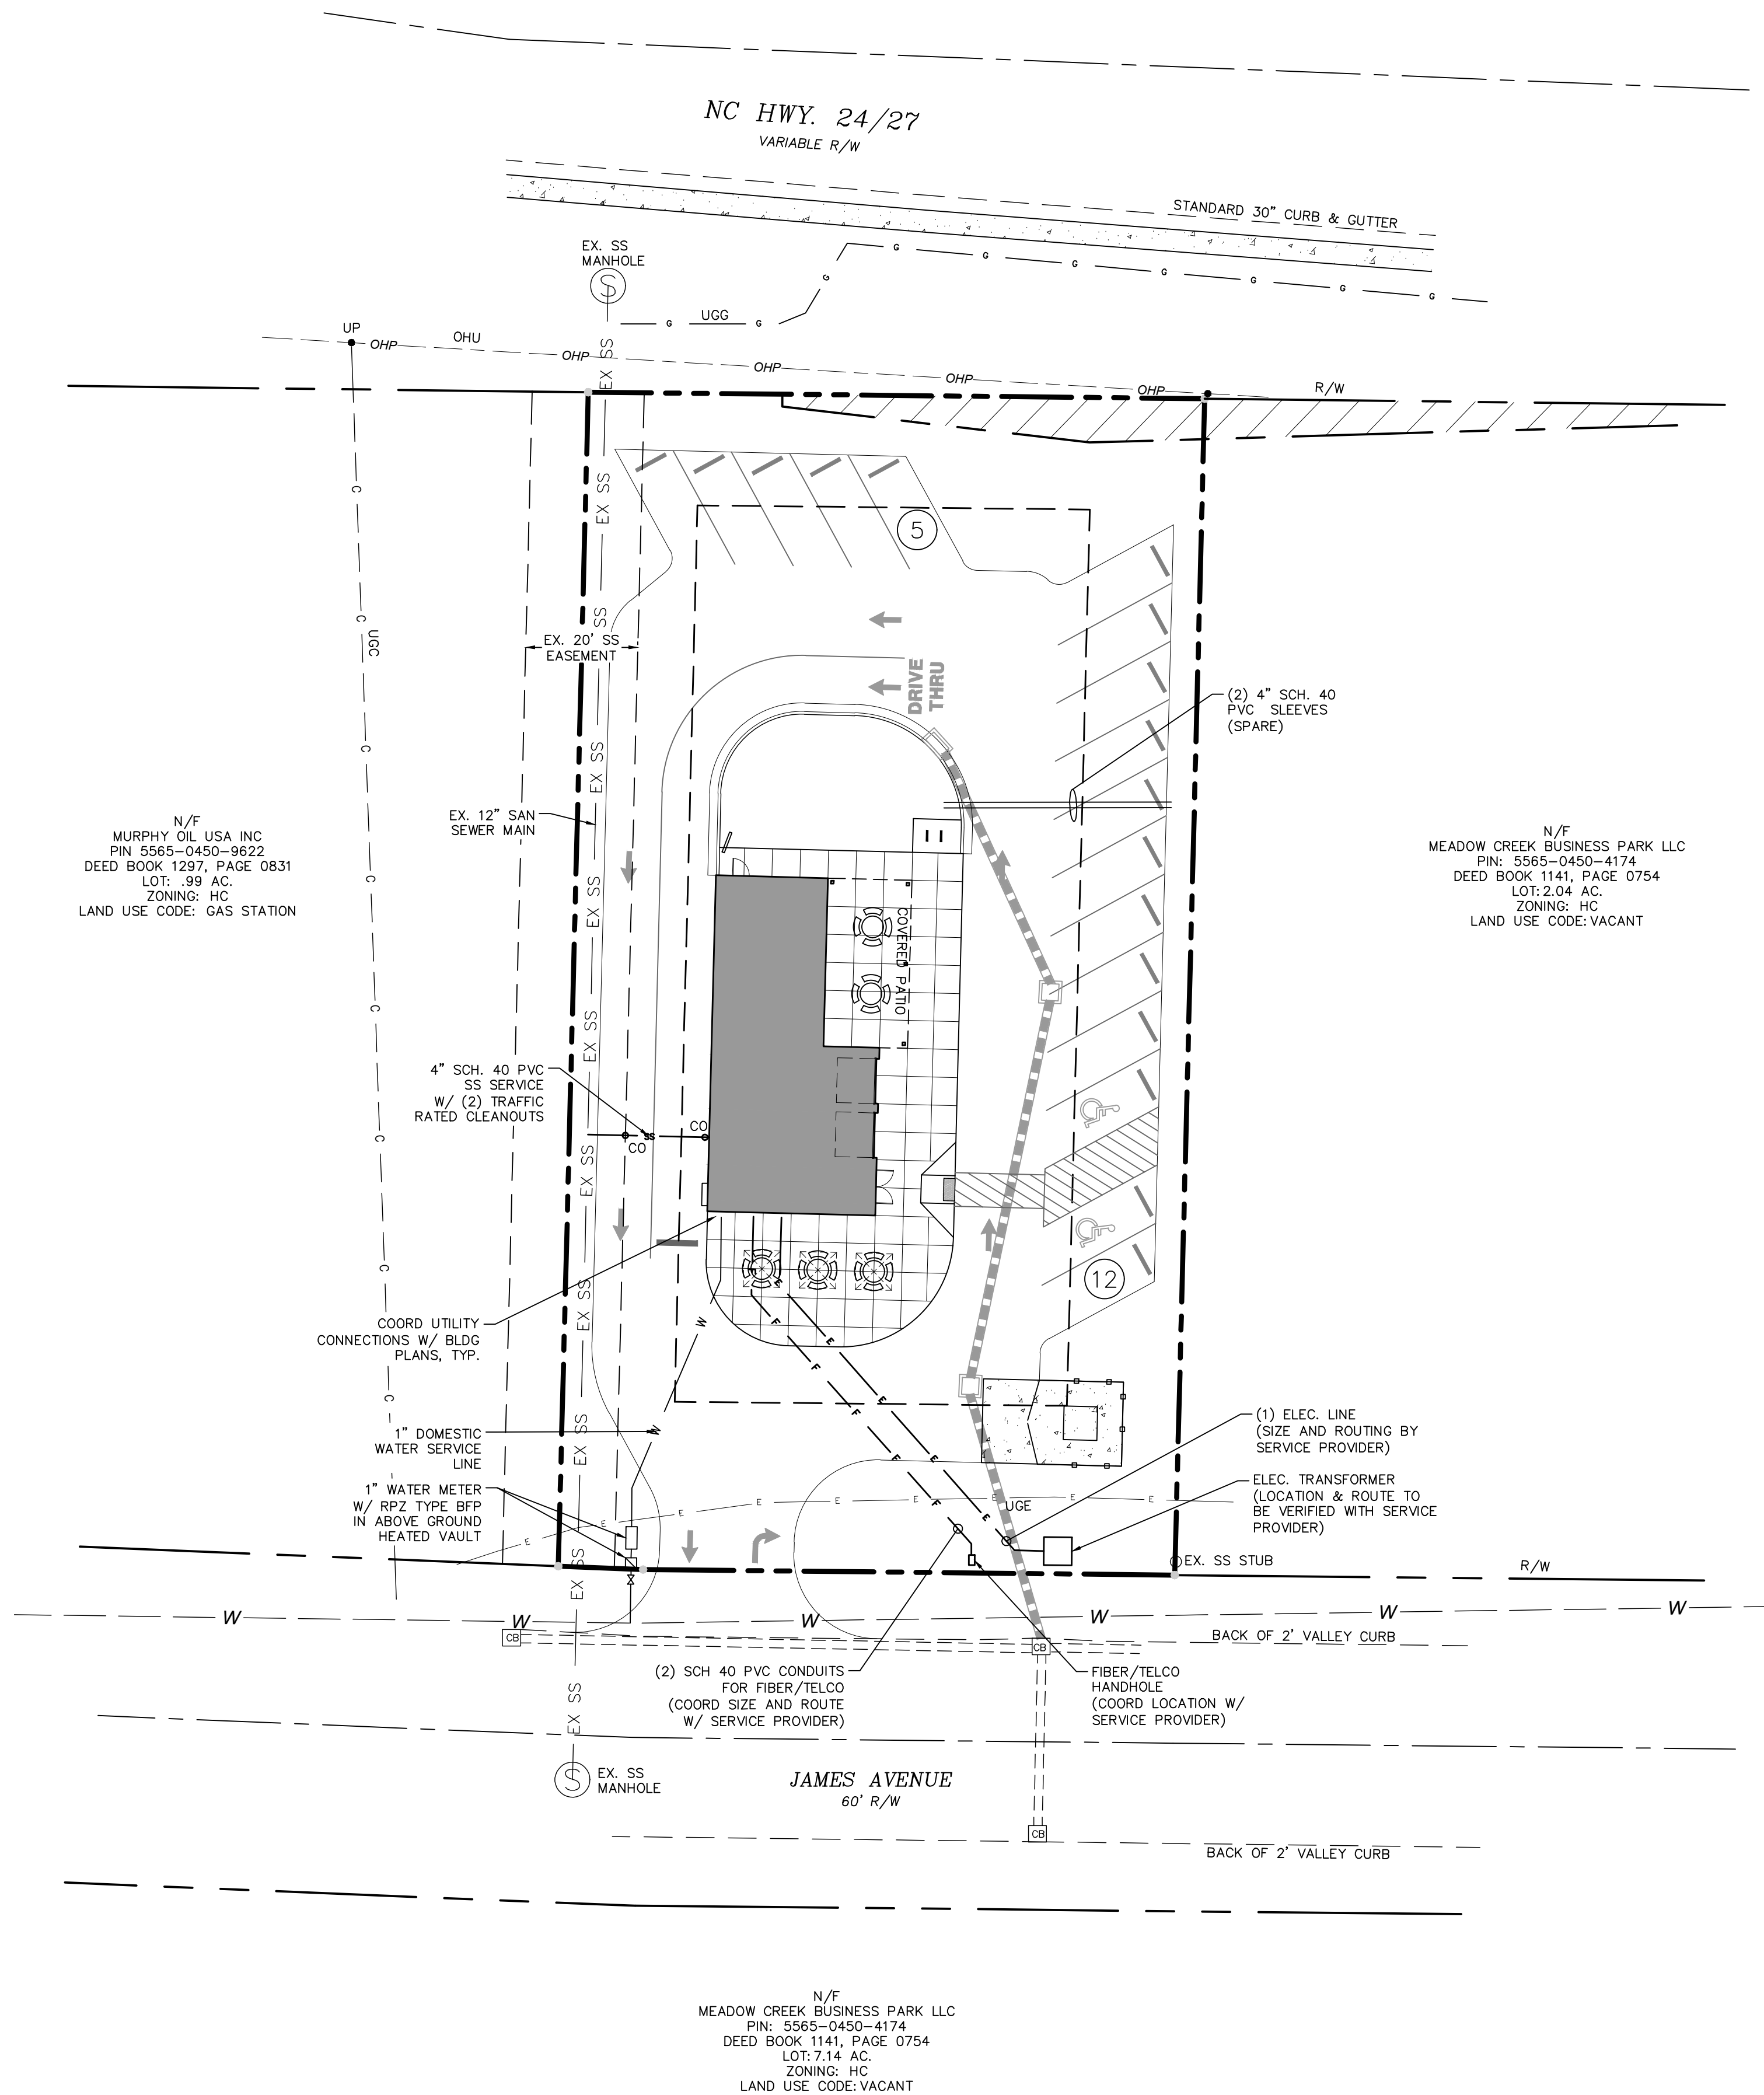 NC HWY. 24/27
VARIABLE R/W
STANDARD 30" CURB & GUTTER
EX. SS
MANHOLE
S
G
G
G
G
G
G
G
G
G UGG G
UP
OHU
OHP
OHP
OHP
OHP
OHP
R/W
EX SS
EX SS
EX SS
EX SS
EX SS
EX SS
EX SS
EX SS
EX SS
EX SS
EX SS
EX SS
EX SS
EX SS
C
C
UGC
C
C
C
C
C
C
5
EX. 20' SS
EASEMENT
DRIVE
THRU
(2) 4" SCH. 40
PVC SLEEVES
(SPARE)
EX. 12" SAN
SEWER MAIN
N/F
MURPHY OIL USA INC
PIN 5565-0450-9622
DEED BOOK 1297, PAGE 0831
LOT: .99 AC.
ZONING: HC
LAND USE CODE: GAS STATION
N/F
MEADOW CREEK BUSINESS PARK LLC
PIN: 5565-0450-4174
DEED BOOK 1141, PAGE 0754
LOT: 2.04 AC.
ZONING: HC
LAND USE CODE: VACANT
COVERED PATIO
4" SCH. 40 PVC
SS SERVICE
W/ (2) TRAFFIC
RATED CLEANOUTS
CO
SS
CO
12
COORD UTILITY
CONNECTIONS W/ BLDG
PLANS, TYP.
W
W
F
F
F
F
F
E
E
E
E
E
1" DOMESTIC
WATER SERVICE
LINE
1" WATER METER
W/ RPZ TYPE BFP
IN ABOVE GROUND
HEATED VAULT
(1) ELEC. LINE
(SIZE AND ROUTING BY
SERVICE PROVIDER)
ELEC. TRANSFORMER
(LOCATION & ROUTE TO
BE VERIFIED WITH SERVICE
PROVIDER)
E
E
E
E
E
E
E
E
E
UGE
EX. SS STUB
R/W
W
W
W
W
W
W
CB
CB
BACK OF 2' VALLEY CURB
(2) SCH 40 PVC CONDUITS
FOR FIBER/TELCO
(COORD SIZE AND ROUTE
W/ SERVICE PROVIDER)
FIBER/TELCO
HANDHOLE
(COORD LOCATION W/
SERVICE PROVIDER)
S
EX. SS
MANHOLE
JAMES AVENUE
60' R/W
CB
BACK OF 2' VALLEY CURB
N/F
MEADOW CREEK BUSINESS PARK LLC
PIN: 5565-0450-4174
DEED BOOK 1141, PAGE 0754
LOT: 7.14 AC.
ZONING: HC
LAND USE CODE: VACANT